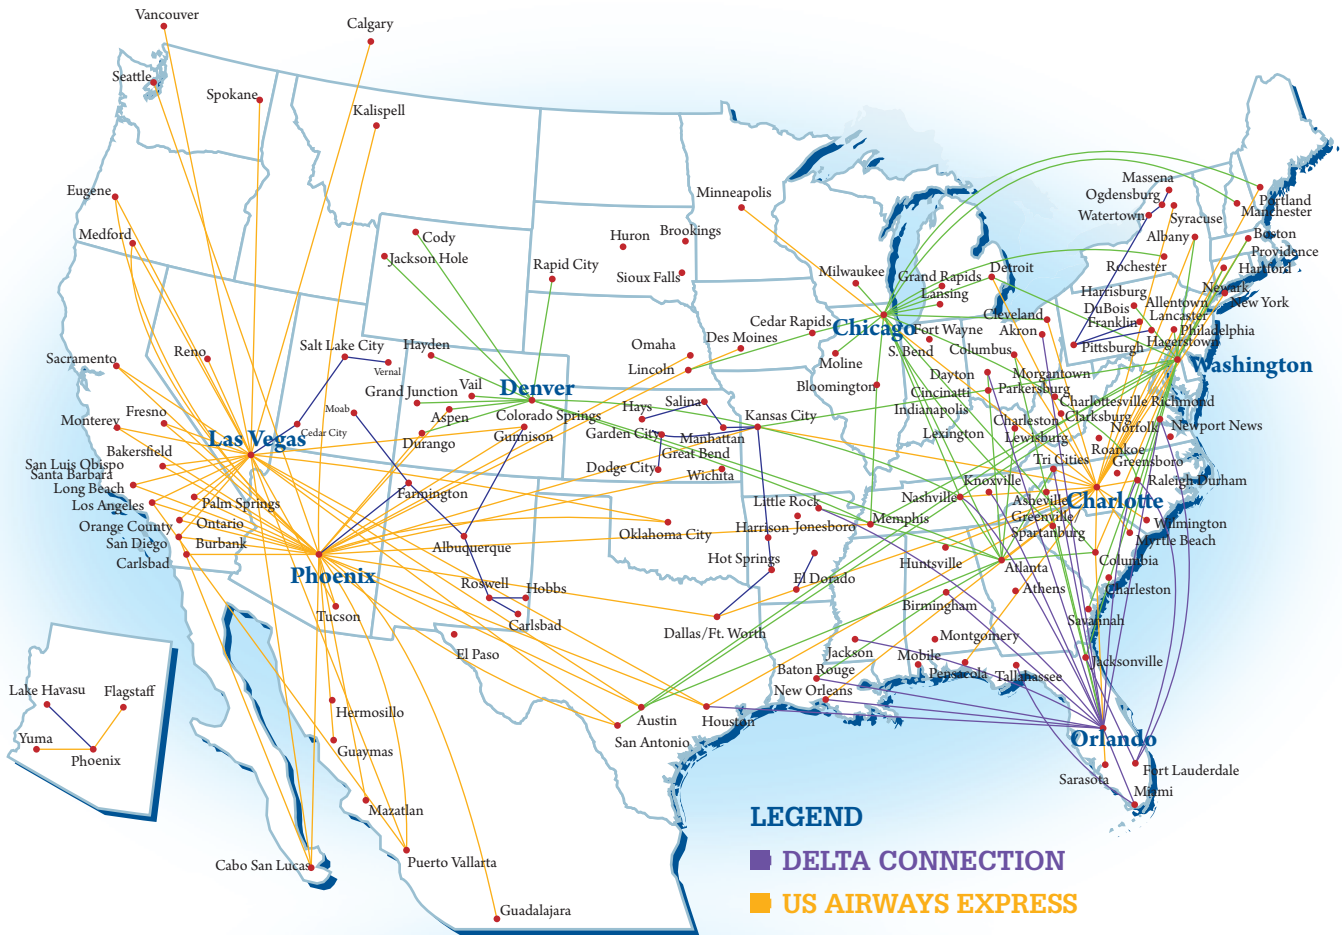 Vancouver
Calgary
Seattle
Spokane
Kalispell
Eugene
Medford
Cody
Jackson Hole
Huron
Brookings
Rapid City
Sioux Falls
Minneapolis
Massena
Ogdensburg
Watertown
Portland
Manchester
Syracuse
Albany
Boston
Providence
Rochester
Hartford
Milwaukee
Grand Rapids
Detroit
Lansing
Newark
New York
Harrisburg
Allentown
DuBois
Lancaster
Franklin
Philadelphia
Cleveland
Akron
Hagerstown
Pittsburgh
Chicago
Fort Wayne
S. Bend
Columbus
Cedar Rapids
Des Moines
Moline
Omaha
Lincoln
Bloomington
Washington
Sacramento
Reno
Salt Lake City
Vernal
Hayden
Grand Junction
Vail
Denver
Aspen
Colorado Springs
Moab
Cedar City
Durango
Gunnison
Dayton
Morgantown
Parkersburg
Cincinatti
Indianapolis
Charlottesville
Richmond
Clarksburg
Charleston
Lewisburg
Norfolk
Newport News
Lexington
Roankoe
Salina
Hays
Kansas City
Garden City
Manhattan
Great Bend
Dodge City
Wichita
Monterey
Fresno
Las Vegas
Bakersfield
San Luis Obispo
Santa Barbara
Long Beach
Los Angeles
Palm Springs
Orange County
Ontario
San Diego
Burbank
Carlsbad
Farmington
Tri Cities
Greensboro
Knoxville
Raleigh-Durham
Nashville
Asheville
Charlotte
Greenville
Spartanburg
Wilmington
Myrtle Beach
Little Rock
Harrison
Jonesboro
Memphis
Oklahoma City
Hot Springs
El Dorado
Albuquerque
Phoenix
Roswell
Hobbs
Carlsbad
Tucson
El Paso
Dallas/Ft. Worth
Huntsville
Atlanta
Columbia
Athens
Charleston
Birmingham
Savannah
Montgomery
Jackson
Mobile
Pensacola
Tallahassee
Jacksonville
Baton Rouge
New Orleans
Austin
Houston
San Antonio
Orlando
Sarasota
Fort Lauderdale
Miami
Lake Havasu
Flagstaff
Yuma
Phoenix
Hermosillo
Guaymas
Mazatlan
Cabo San Lucas
Puerto Vallarta
Guadalajara
LEGEND
DELTA CONNECTION
US AIRWAYS EXPRESS